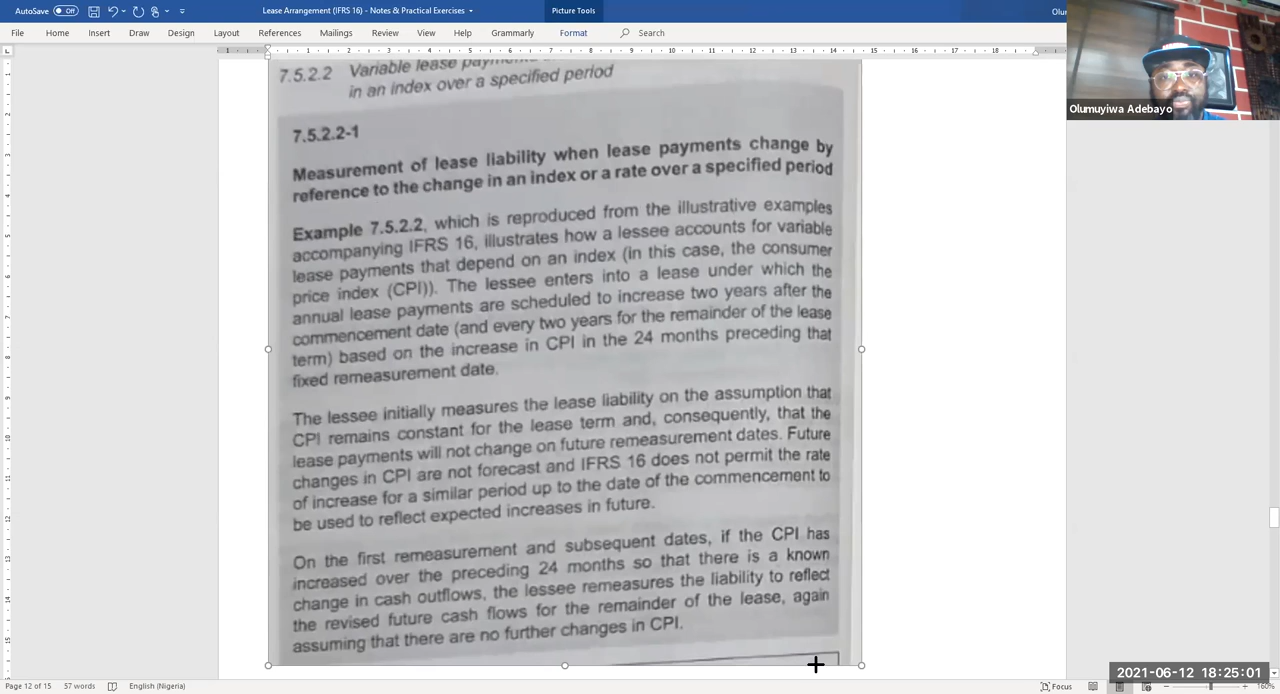 AutoSave Off
Lease Arrangement (IFRS 16) - Notes & Practical Exercises
Picture Tools
File Home Insert Draw Design Layout References Mailings Review View Help Grammarly Format Search
Olumuyiwa Adebayo
7.5.2.2 Variable lease
in an index over a specified period
7.5.2.2-1
Measurement of lease liability when lease payments change by
reference to the change in an index or a rate over a specified period
Example 7.5.2.2, which is reproduced from the illustrative examples
accompanying IFRS 16, illustrates how a lessee accounts for variable
lease payments that depend on an index (in this case, the consumer
price index (CPI)). The lessee enters into a lease under which the
annual lease payments are scheduled to increase two years after the
commencement date (and every two years for the remainder of the lease
term) based on the increase in CPI in the 24 months preceding that
fixed remeasurement date.
The lessee initially measures the lease liability on the assumption that
CPI remains constant for the lease term and, consequently, that the
lease payments will not change on future remeasurement dates. Future
changes in CPI are not forecast and IFRS 16 does not permit the rate
of increase for a similar period up to the date of the commencement to
be used to reflect expected increases in future.
On the first remeasurement and subsequent dates, if the CPI has
increased over the preceding 24 months so that there is a known
change in cash outflows, the lessee remeasures the liability to reflect
the revised future cash flows for the remainder of the lease, again
assuming that there are no further changes in CPI.
Page 12 of 15 57 words English (Nigeria) Focus 160%
2021-06-12 18:25:01